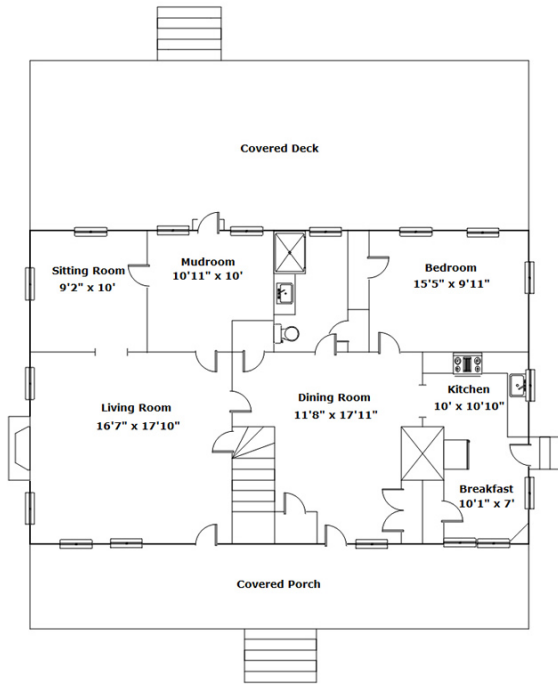 Covered Deck
Sitting Room
9'2" x 10'
Mudroom
10'11" x 10'
Bedroom
15'5" x 9'11"
Living Room
16'7" x 17'10"
Dining Room
11'8" x 17'11"
Kitchen
10' x 10'10"
Breakfast
10'1" x 7'
Covered Porch